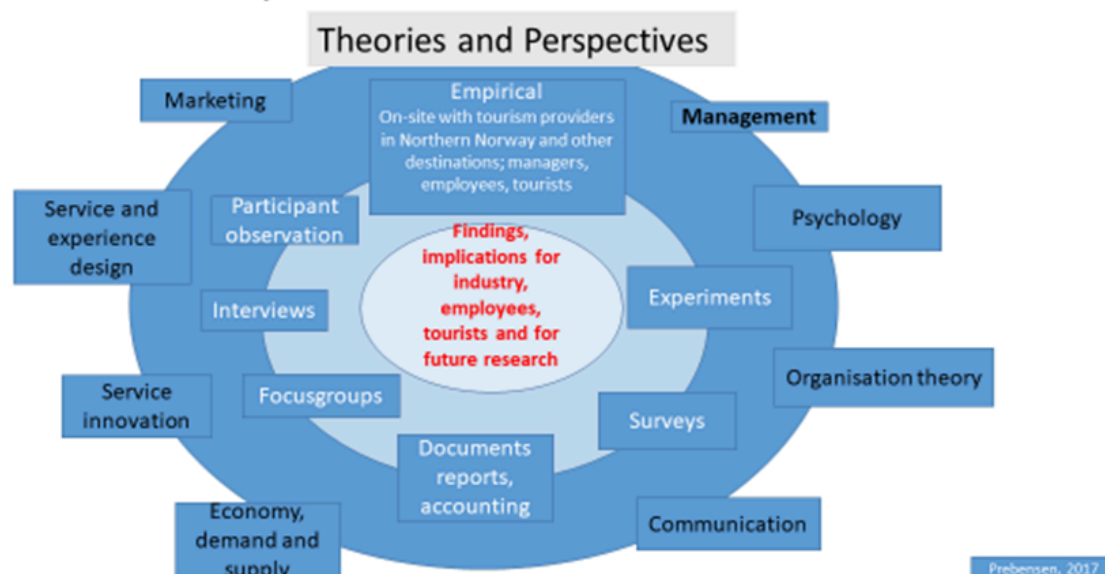 Theories and Perspectives
Marketing
Empirical
On-site with tourism providers
in Northern Norway and other
destinations; managers,
employees, tourists
Management
Service and
experience
design
Participant
observation
Psychology
Findings,
implications for
industry,
employees,
tourists and for
future research
Interviews
Experiments
Service
innovation
Focusgroups
Organisation theory
Surveys
Documents
reports,
accounting
Economy,
demand and
supply
Communication
Prebensen, 2017